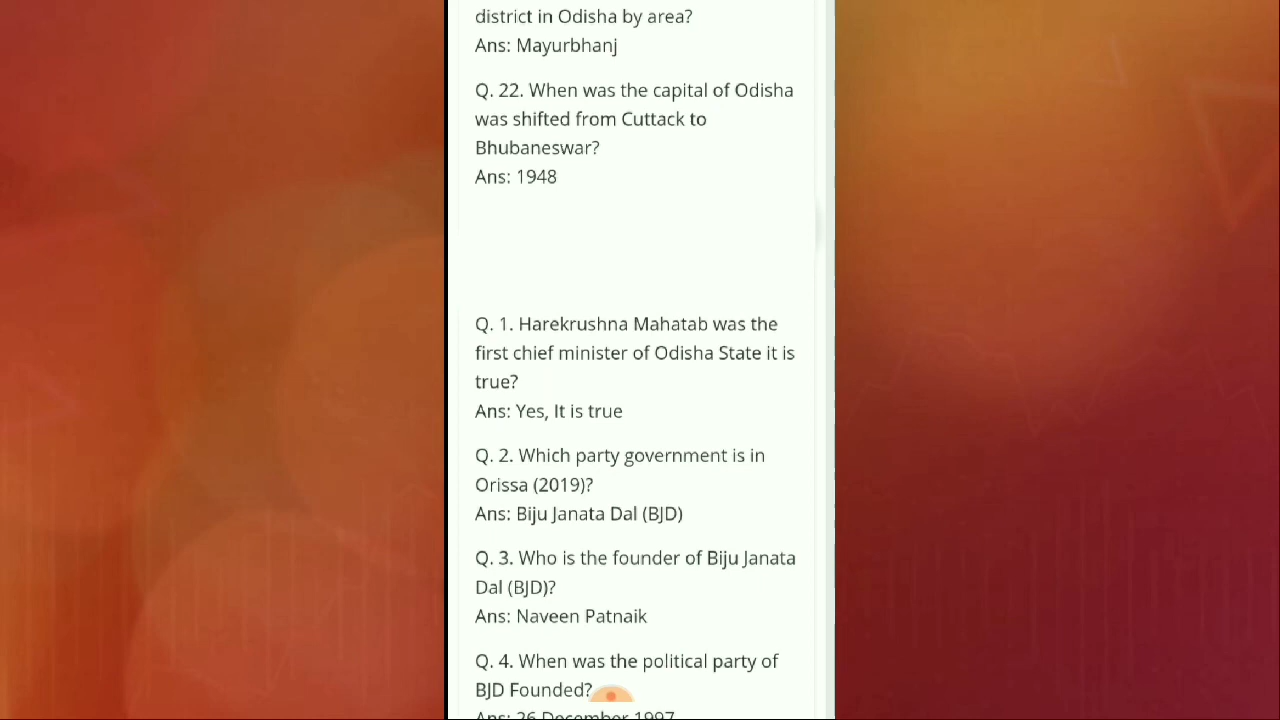 district in Odisha by area?
Ans: Mayurbhanj
Q. 22. When was the capital of Odisha
was shifted from Cuttack to
Bhubaneswar?
Ans: 1948
Q. 1. Harekrushna Mahatab was the
first chief minister of Odisha State it is
true?
Ans: Yes, It is true
Q. 2. Which party government is in
Orissa (2019)?
Ans: Biju Janata Dal (BJD)
Q. 3. Who is the founder of Biju Janata
Dal (BJD)?
Ans: Naveen Patnaik
Q. 4. When was the political party of
BJD Founded?
Ans: 26 December 1997